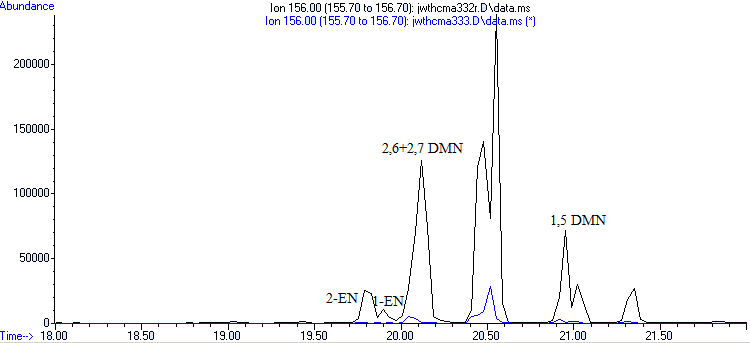 Abundance
Ion 156.00 (155.70 to 156.70): jwthcma332r.D\data.ms
Ion 156.00 (155.70 to 156.70): jwthcma333.D\data.ms (*)
200000
150000
2,6+2,7 DMN
100000
1,5 DMN
50000
2-EN
1-EN
0
Time-->
18.00
18.50
19.00
19.50
20.00
20.50
21.00
21.50